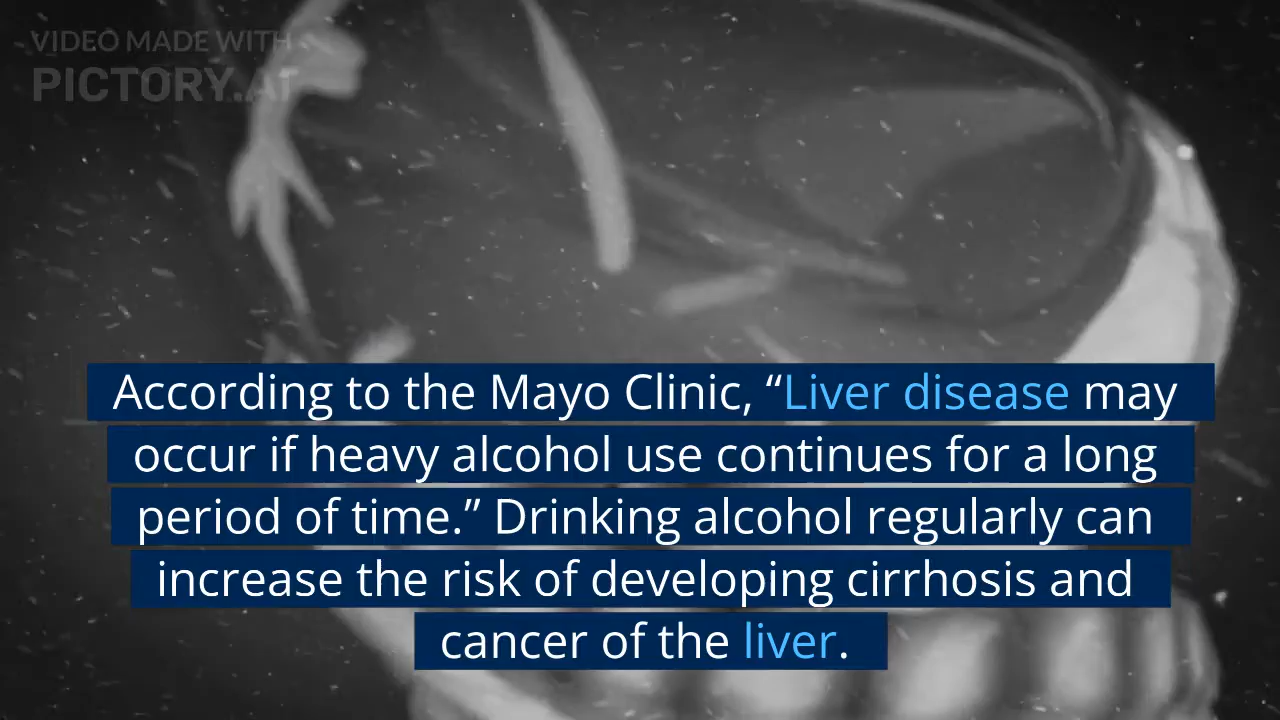 VIDEO MADE WITH
PICTORY.AI
According to the Mayo Clinic, “Liver disease may
occur if heavy alcohol use continues for a long
period of time.” Drinking alcohol regularly can
increase the risk of developing cirrhosis and
cancer of the liver.